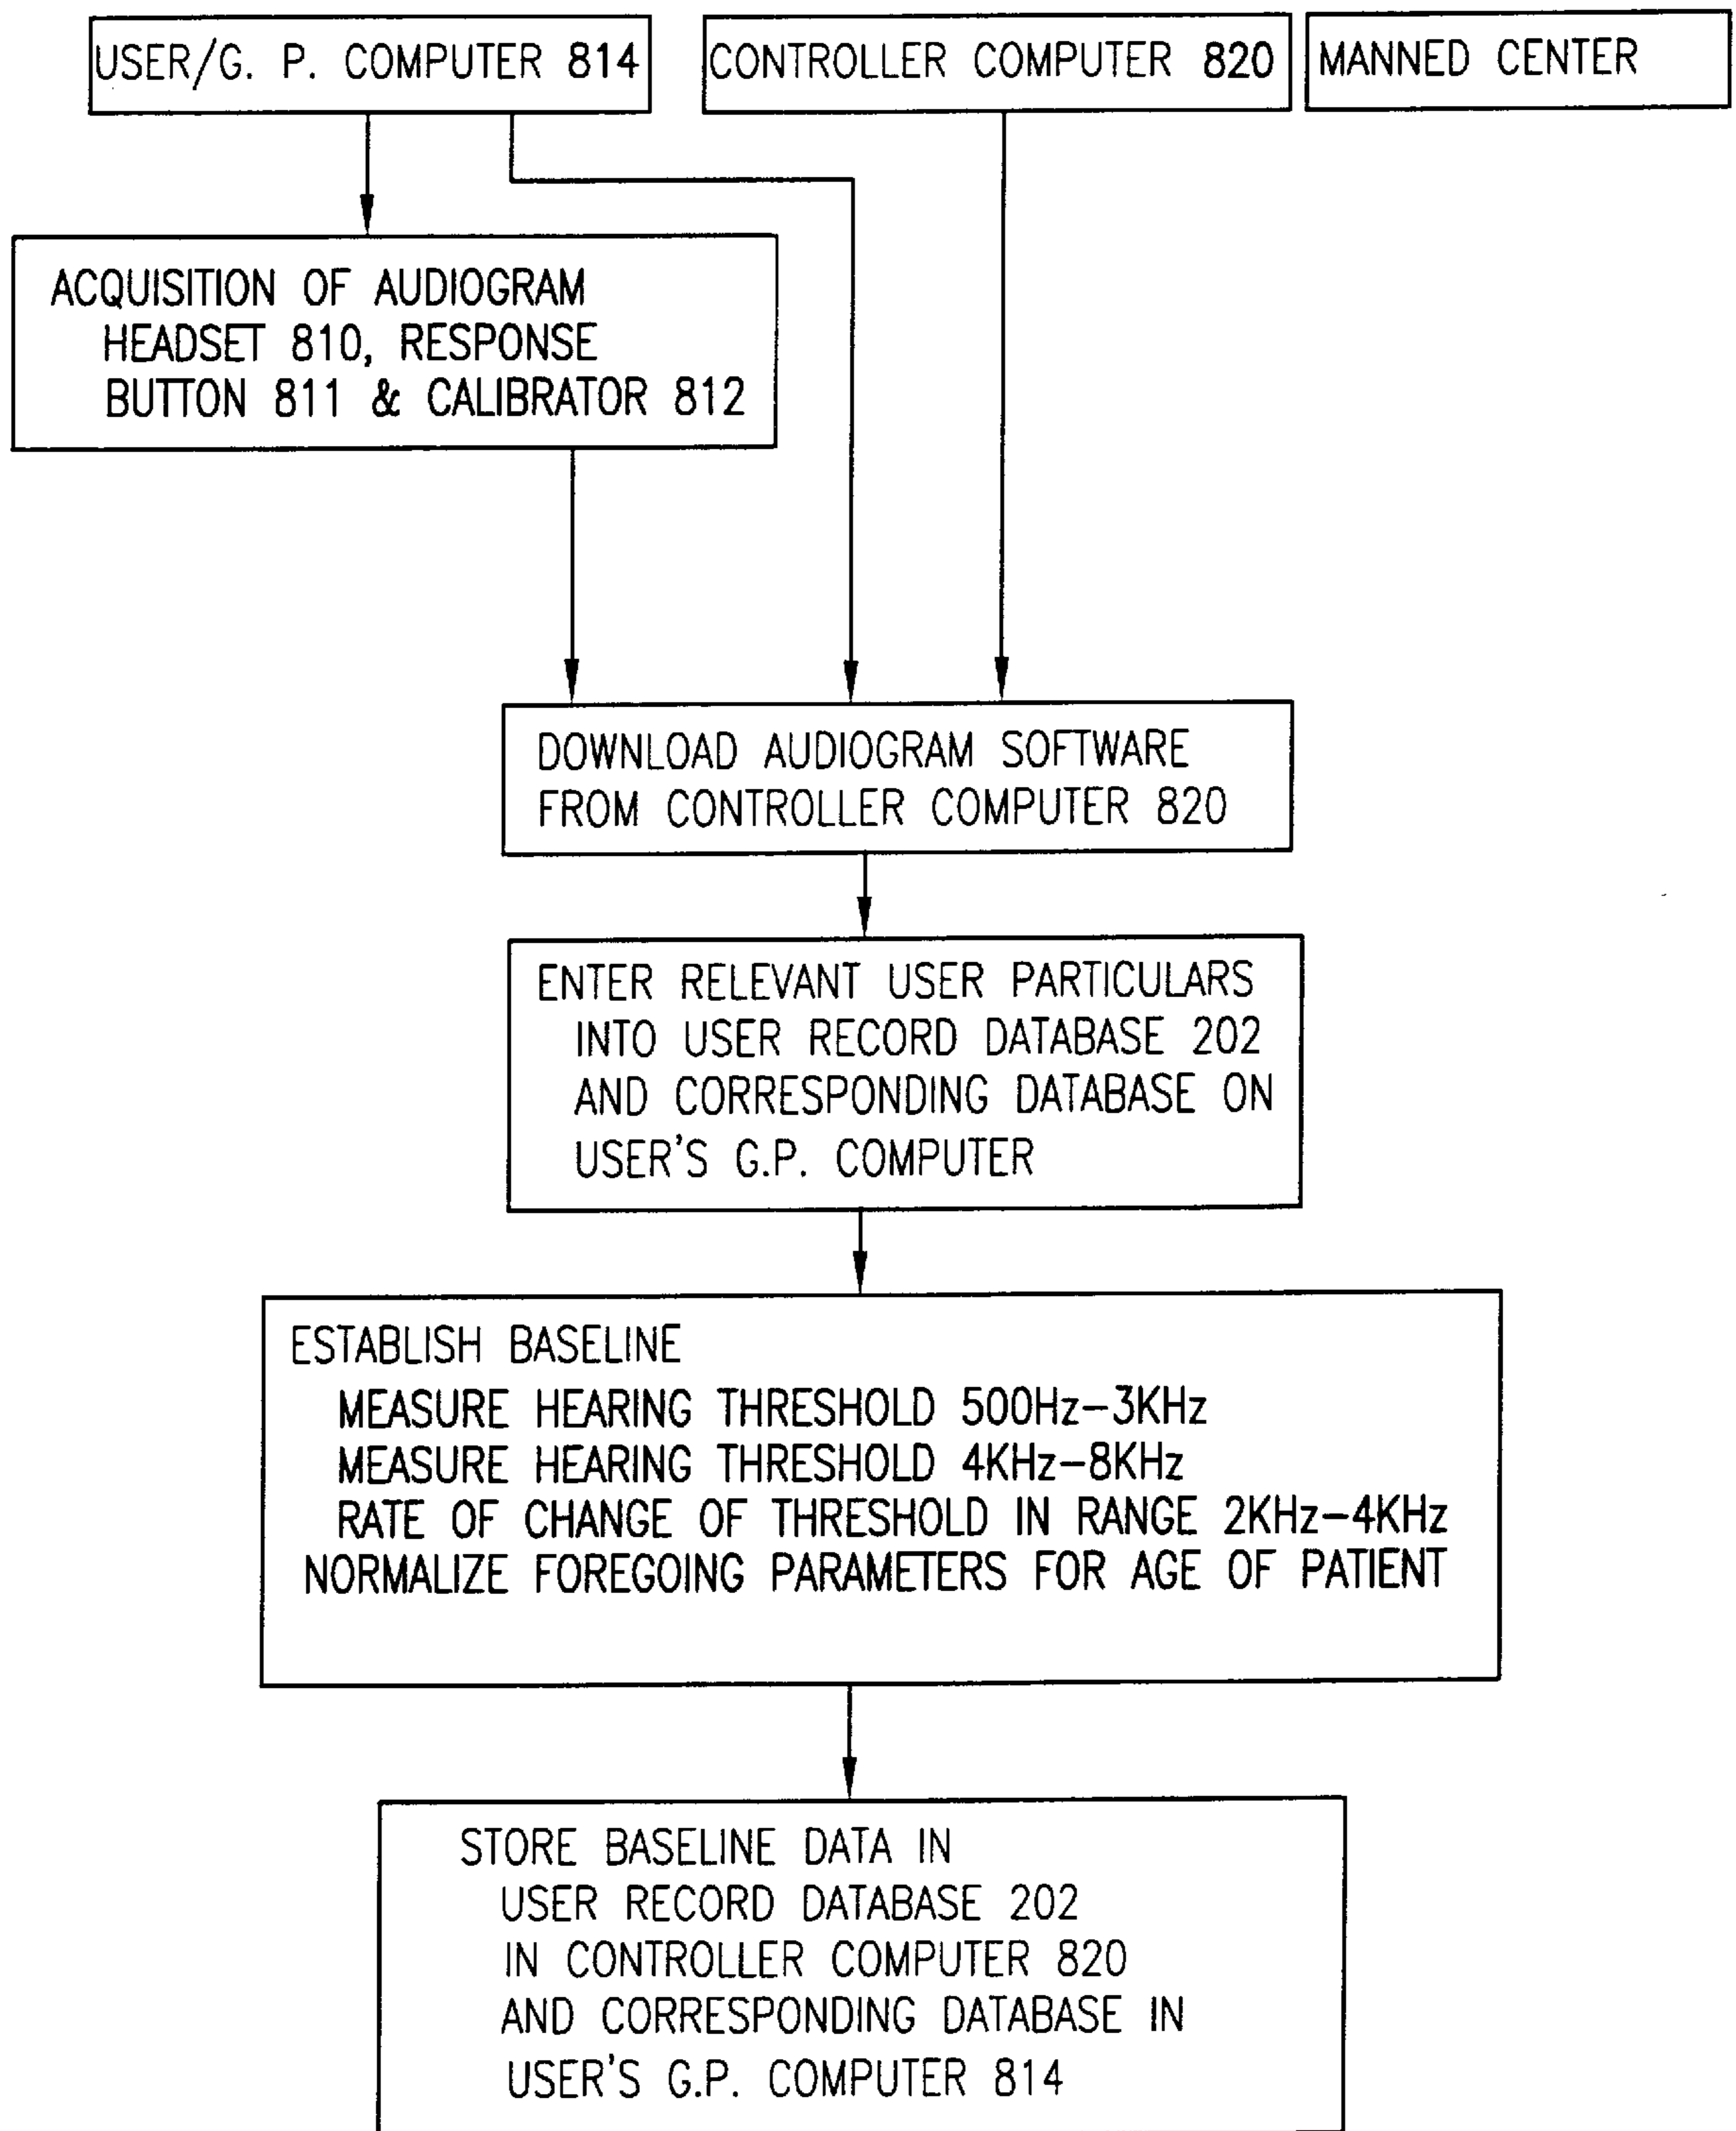 USER/G. P. COMPUTER 814
CONTROLLER COMPUTER 820
MANNED CENTER
ACQUISITION OF AUDIOGRAM
HEADSET 810, RESPONSE
BUTTON 811 & CALIBRATOR 812
DOWNLOAD AUDIOGRAM SOFTWARE
FROM CONTROLLER COMPUTER 820
ENTER RELEVANT USER PARTICULARS
INTO USER RECORD DATABASE 202
AND CORRESPONDING DATABASE ON
USER'S G.P. COMPUTER
ESTABLISH BASELINE
MEASURE HEARING THRESHOLD 500Hz-3KHz
MEASURE HEARING THRESHOLD 4KHz-8KHz
RATE OF CHANGE OF THRESHOLD IN RANGE 2KHz-4KHz
NORMALIZE FOREGOING PARAMETERS FOR AGE OF PATIENT
STORE BASELINE DATA IN
USER RECORD DATABASE 202
IN CONTROLLER COMPUTER 820
AND CORRESPONDING DATABASE IN
USER'S G.P. COMPUTER 814